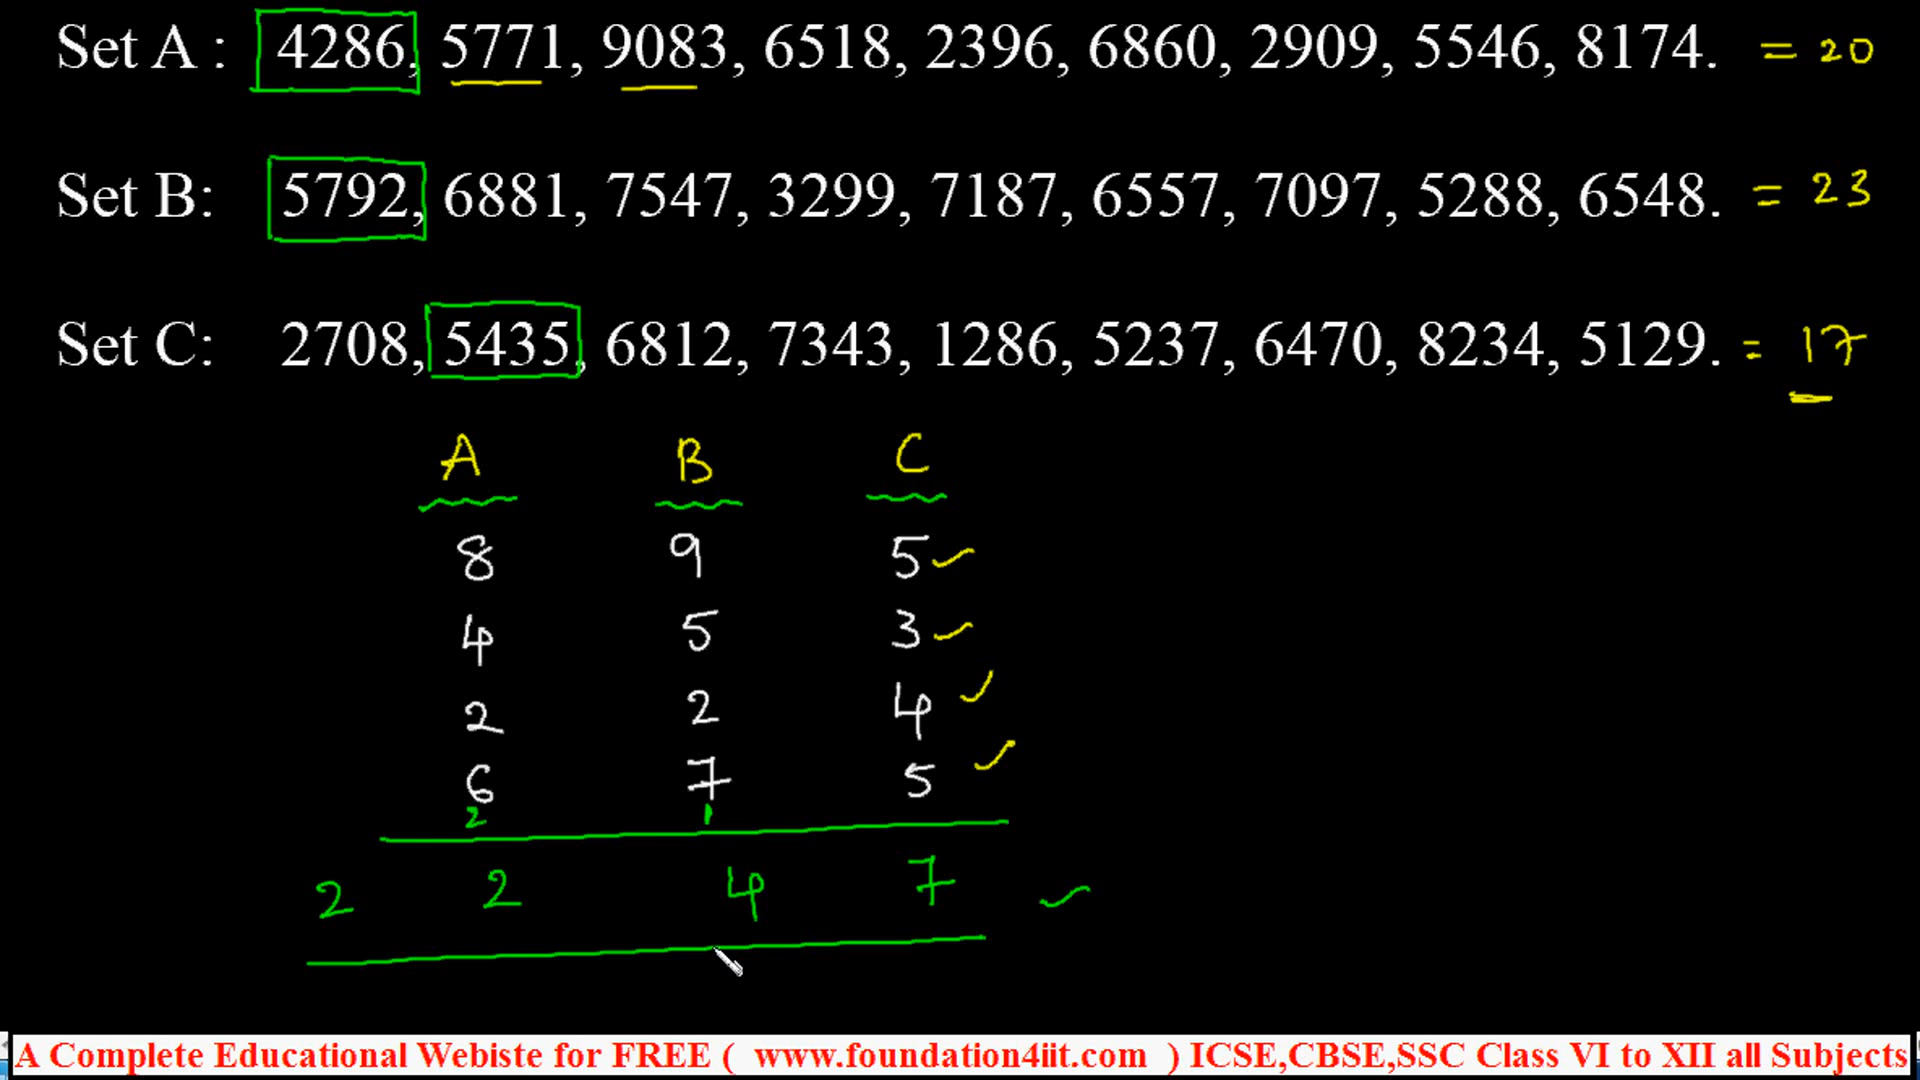 Set A : 4286, 5771, 9083, 6518, 2396, 6860, 2909, 5546, 8174. = 20
Set B: 5792, 6881, 7547, 3299, 7187, 6557, 7097, 5288, 6548. = 23
Set C: 2708, 5435, 6812, 7343, 1286, 5237, 6470, 8234, 5129. = 17
A B C
8 9 5
4 5 3
2 2 4
6 7 5
2 1
2 2 4 7
A Complete Educational Webiste for FREE ( www.foundation4iit.com ) ICSE,CBSE,SSC Class VI to XII all Subjects